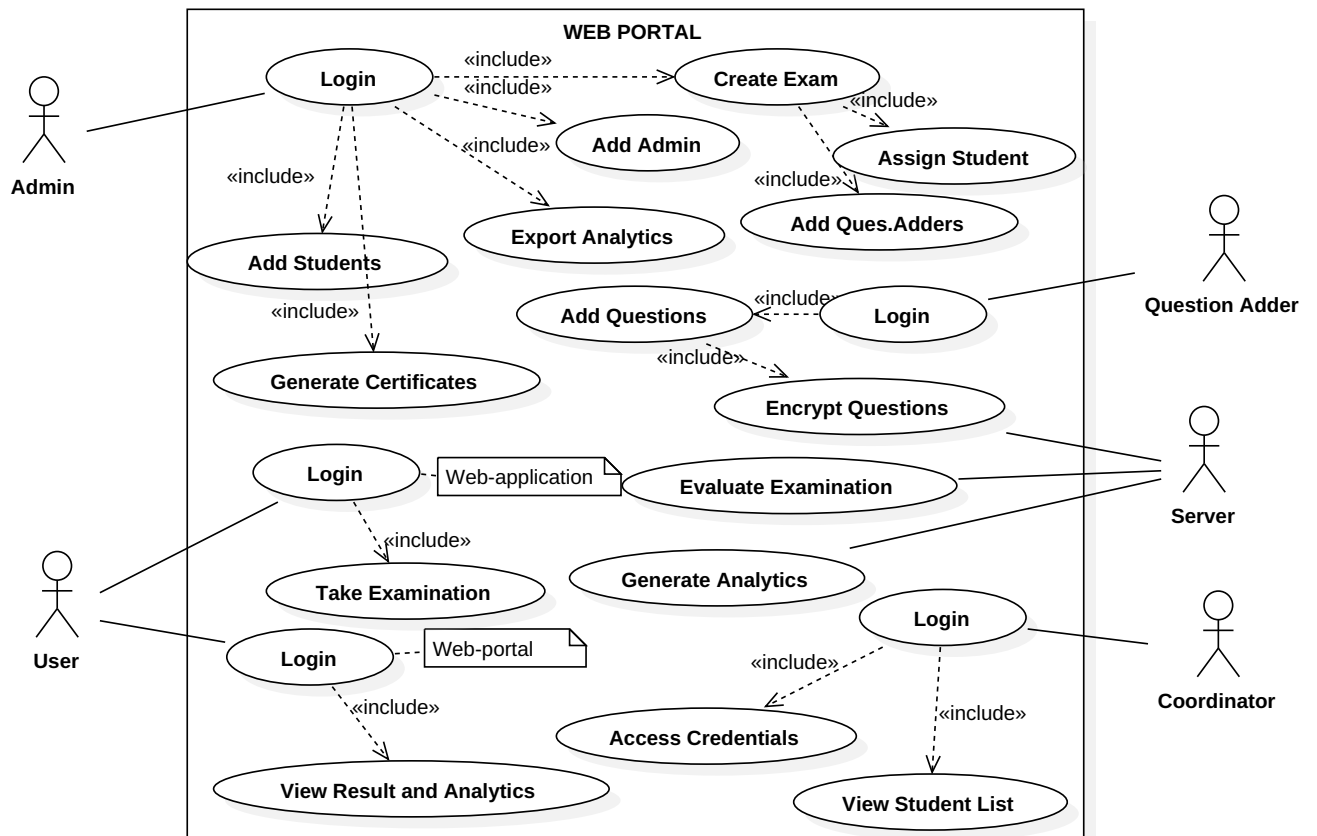 WEB PORTAL
«include»
Login
Create Exam
«include»
«include»
Add Admin
«include»
Assign Student
«include»
«include»
Admin
Add Ques.Adders
Export Analytics
Add Students
«include»
Question Adder
«include»
Add Questions
Login
«include»
Generate Certificates
Encrypt Questions
Login
Web-application
Evaluate Examination
Server
«include»
Take Examination
Generate Analytics
Login
User
Login
Web-portal
«include»
Coordinator
«include»
«include»
Access Credentials
View Result and Analytics
View Student List